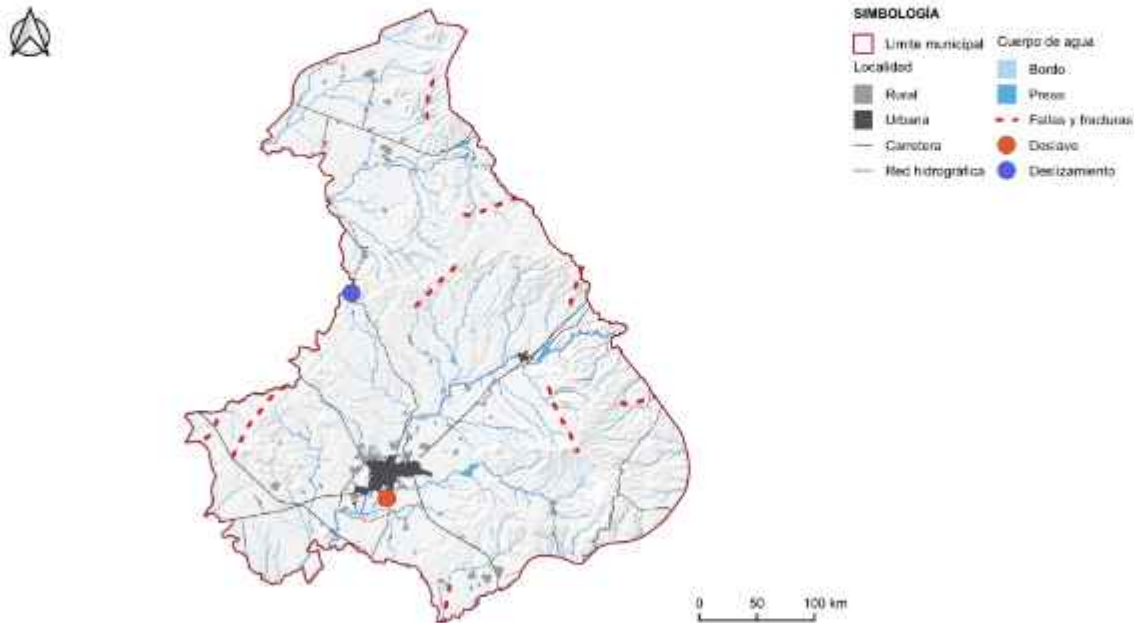 SIMBOLOGÍA
Límite municipal
Localidad
Rural
Urbana
Carretera
Red hidrográfica
Cuerpo de agua
Bordo
Presa
Fallas y fracturas
Deslave
Deslizamiento
0 50 100 km